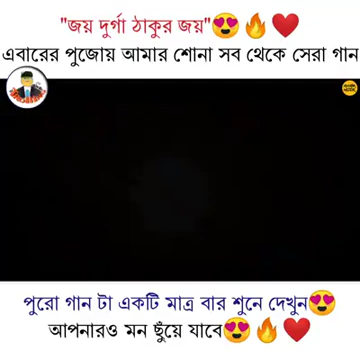 "জয় দুর্গা ঠাকুর জয়"😍🔥❤️
এবারের পুজোয় আমার শোনা সব থেকে সেরা গান
পুরো গান টা একটি মাত্র বার শুনে দেখুন😍
আপনারও মন ছুঁয়ে যাবে😍🔥❤️